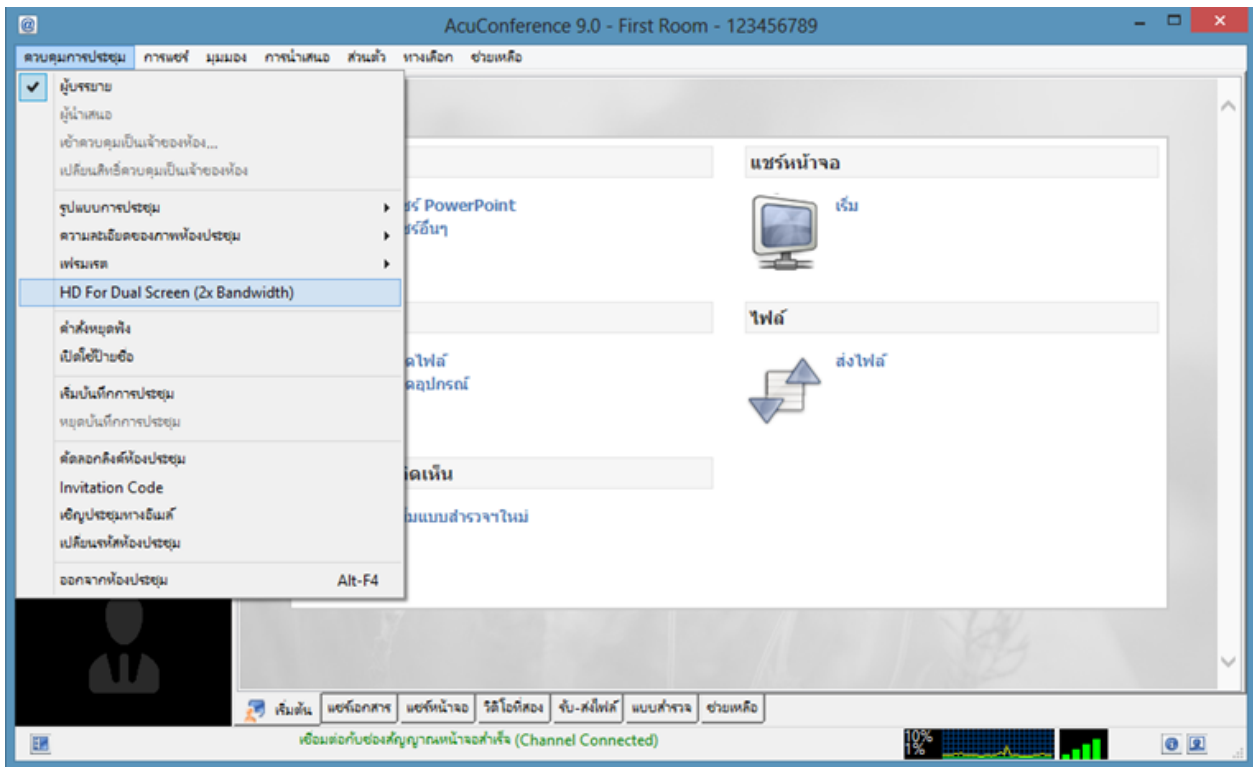 AcuConference 9.0 - First Room - 123456789
ควบคุมการประชุม การแชร์ มุมมอง การนำเสนอ ส่วนตัว ทางเลือก ช่วยเหลือ
ผู้บรรยาย
ผู้นำเสนอ
เข้าควบคุมเป็นเจ้าของห้อง...
เปลี่ยนสิทธิ์ควบคุมเป็นเจ้าของห้อง
รูปแบบการประชุม
ความละเอียดของภาพห้องประชุม
เฟรมเรต
HD For Dual Screen (2x Bandwidth)
คำสั่งหยุดฟัง
เปิดใช้ป้ายชื่อ
เริ่มบันทึกการประชุม
หยุดบันทึกการประชุม
คัดลอกลิงค์ห้องประชุม
Invitation Code
เชิญประชุมทางอีเมล์
เปลี่ยนรหัสห้องประชุม
ออกจากห้องประชุม Alt-F4
PowerPoint
ร์อื่นๆ
แชร์หน้าจอ
เริ่ม
ดไฟล์
ดอุปกรณ์
ไฟล์
ส่งไฟล์
ิดเห็น
่มแบบสำรวจฯใหม่
เริ่มต้น แชร์เอกสาร แชร์หน้าจอ วิดีโอที่สอง รับ-ส่งไฟล์ แบบสำรวจ ช่วยเหลือ
เชื่อมต่อกับช่องสัญญาณหน้าจอสำเร็จ (Channel Connected)
10%
1%